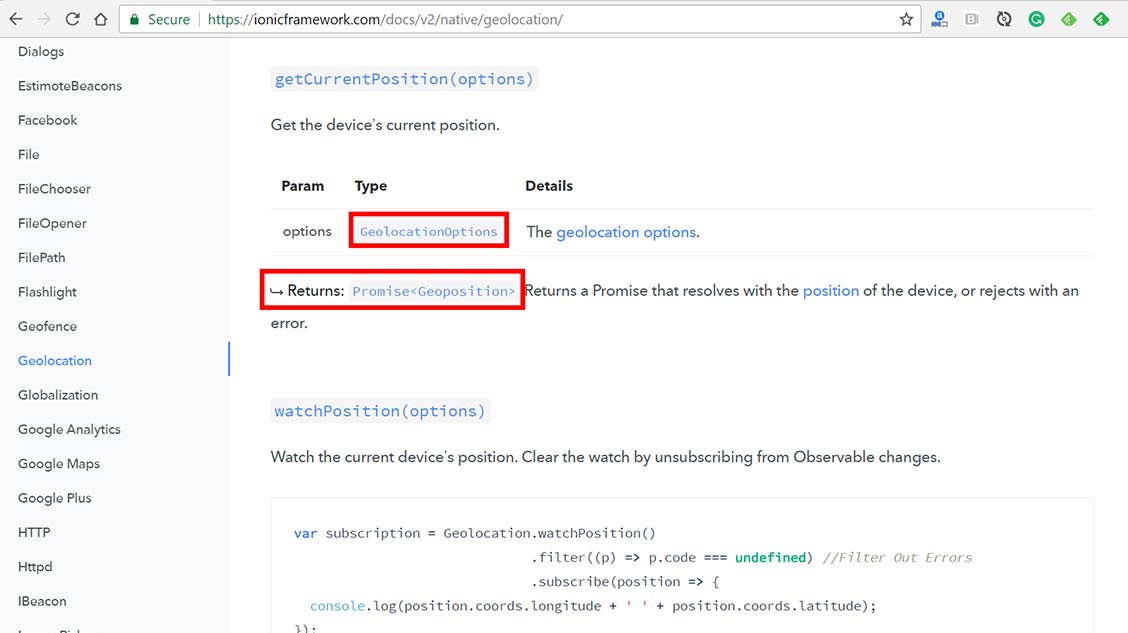 Secure https://ionicframework.com/docs/v2/native/geolocation/
Dialogs
EstimoteBeacons
Facebook
File
FileChooser
FileOpener
FilePath
Flashlight
Geofence
Geolocation
Globalization
Google Analytics
Google Maps
Google Plus
HTTP
Httpd
IBeacon
getCurrentPosition(options)
Get the device's current position.
Param Type Details
options GeolocationOptions The geolocation options.
↪ Returns: Promise<Geoposition> Returns a Promise that resolves with the position of the device, or rejects with an
error.
watchPosition(options)
Watch the current device's position. Clear the watch by unsubscribing from Observable changes.
var subscription = Geolocation.watchPosition()
.filter((p) => p.code === undefined) //Filter Out Errors
.subscribe(position => {
console.log(position.coords.longitude + ' ' + position.coords.latitude);
});